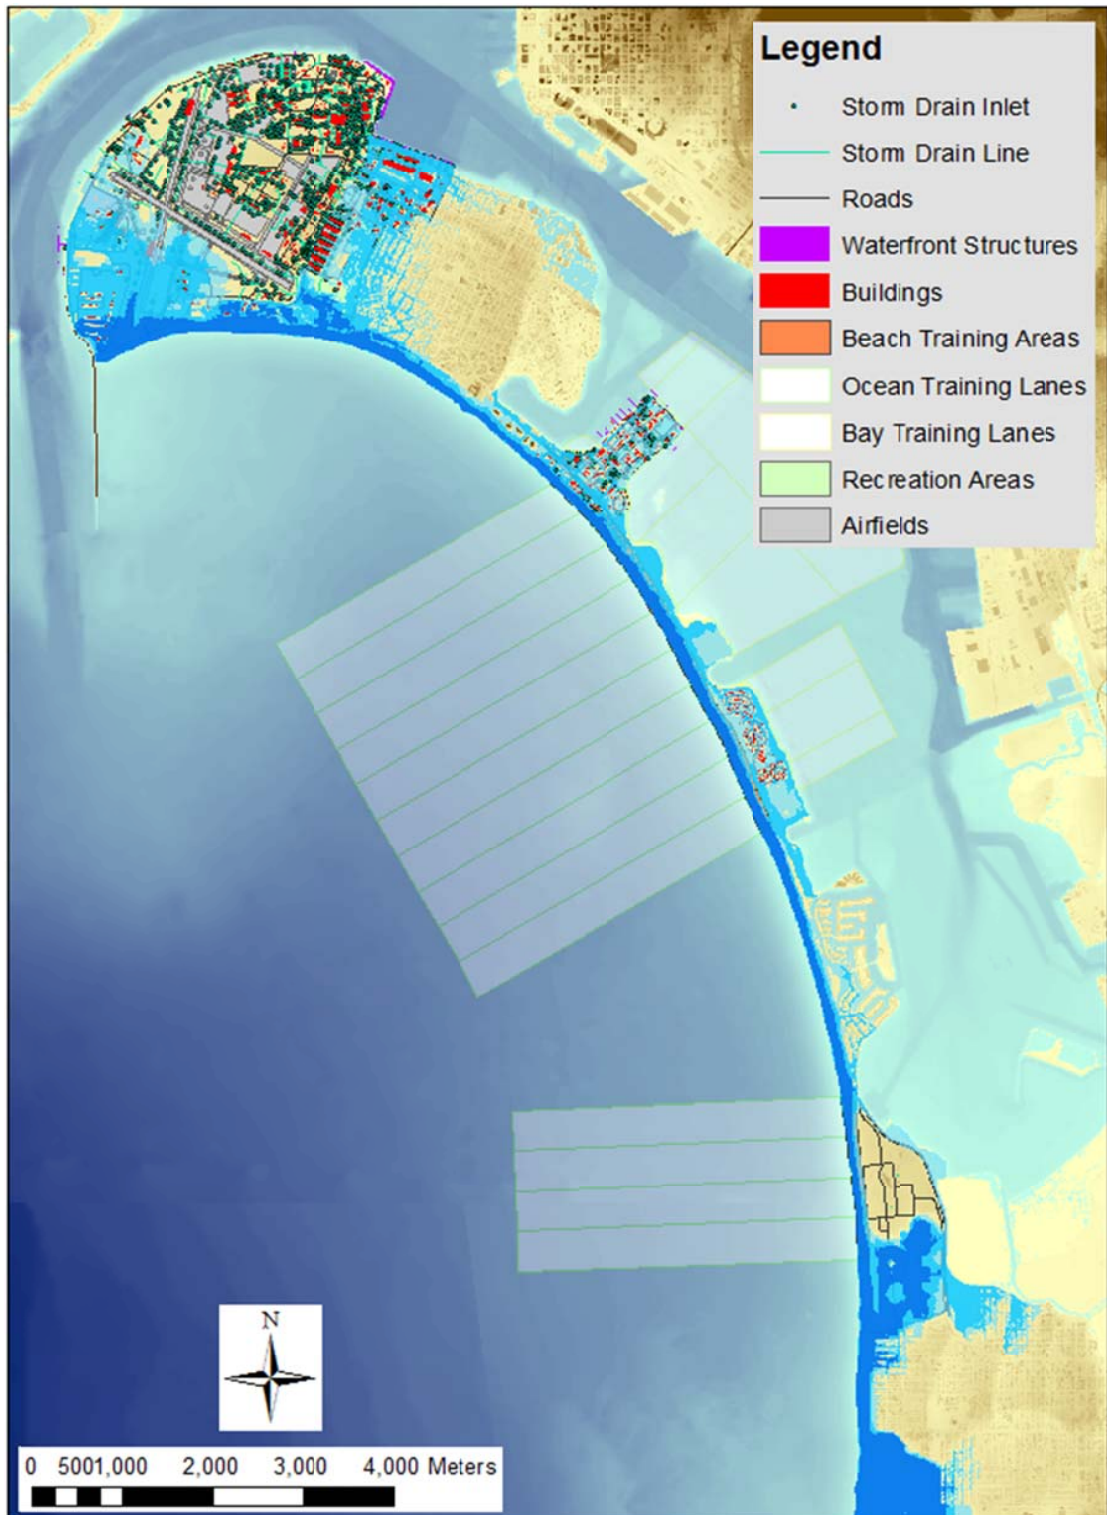 Legend
Storm Drain Inlet
Storm Drain Line
Roads
Waterfront Structures
Buildings
Beach Training Areas
Ocean Training Lanes
Bay Training Lanes
Recreation Areas
Airfields
N
0 5001,000 2,000 3,000 4,000 Meters